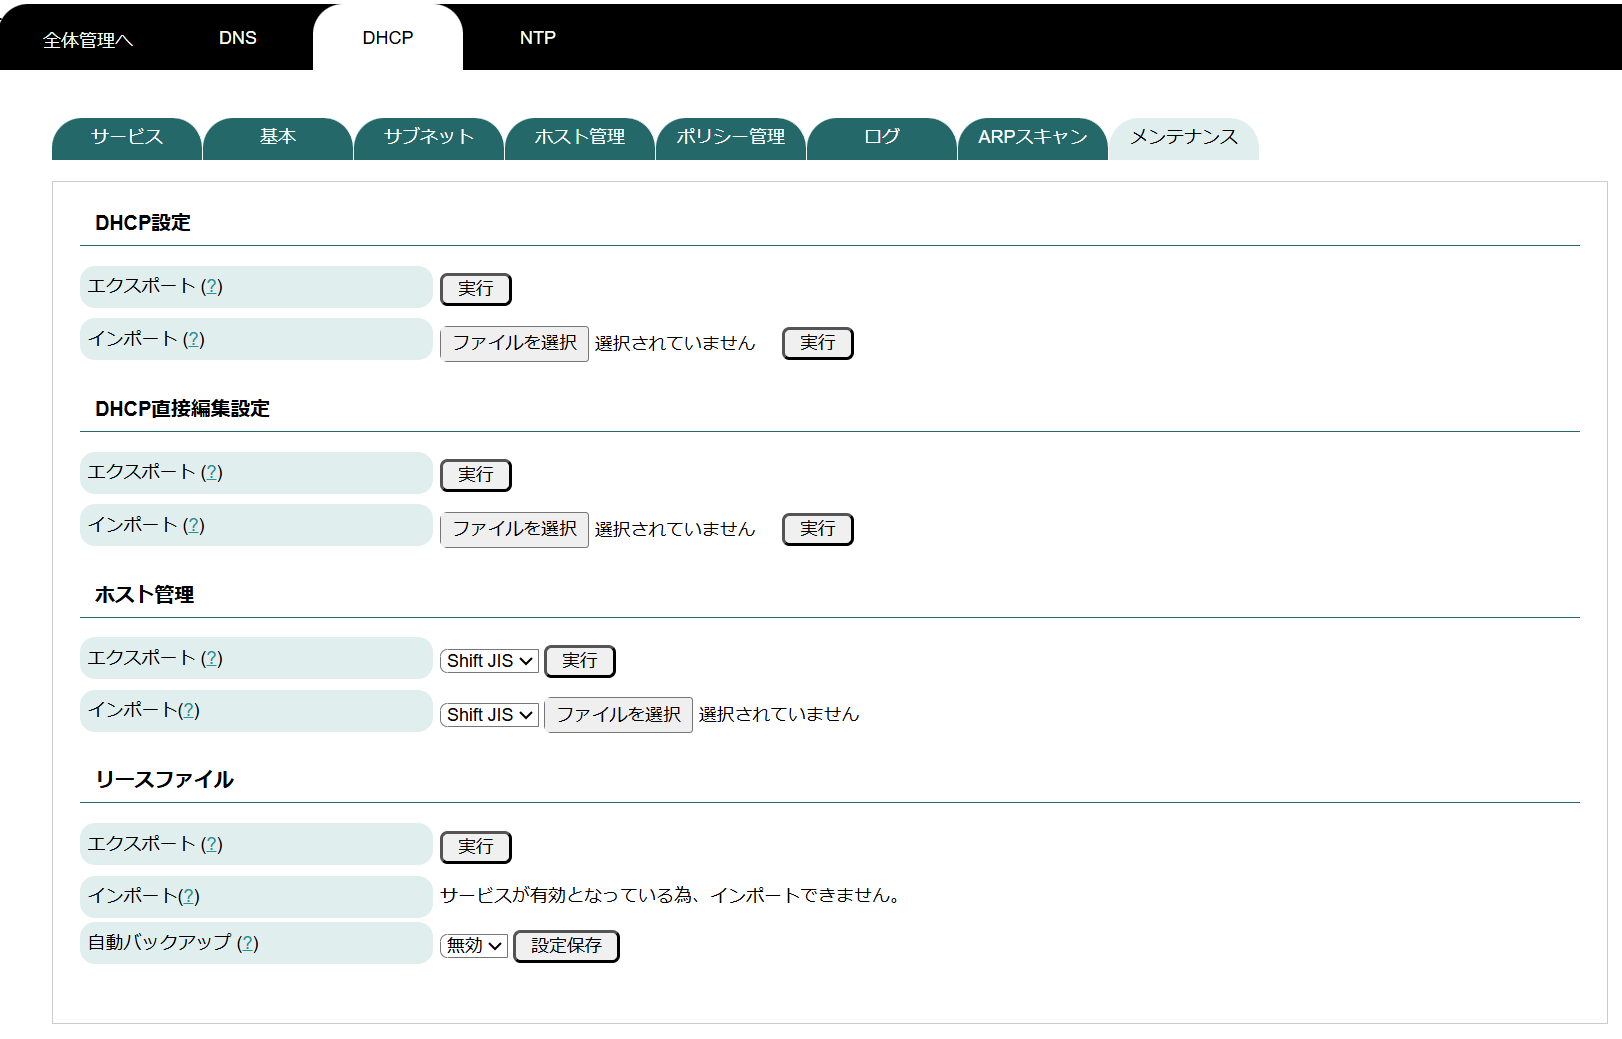 全体管理へ DNS DHCP NTP
サービス 基本 サブネット ホスト管理 ポリシー管理 ログ ARPスキャン メンテナンス
DHCP設定
エクスポート (?) 実行
インポート (?) ファイルを選択 選択されていません 実行
DHCP直接編集設定
エクスポート (?) 実行
インポート (?) ファイルを選択 選択されていません 実行
ホスト管理
エクスポート (?) Shift JIS 実行
インポート(?) Shift JIS ファイルを選択 選択されていません
リースファイル
エクスポート (?) 実行
インポート(?) サービスが有効となっている為、インポートできません。
自動バックアップ (?) 無効 設定保存